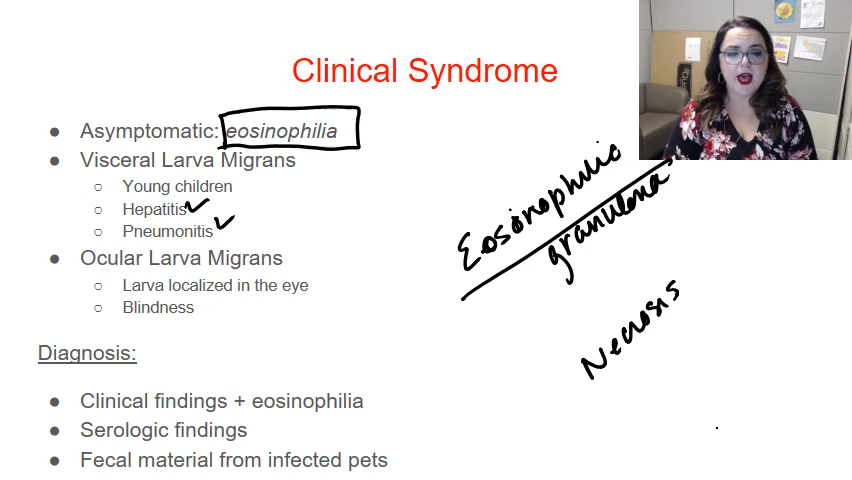 Clinical Syndrome
● Asymptomatic: eosinophilia
● Visceral Larva Migrans
○ Young children
○ Hepatitis ✓
○ Pneumonitis ✓
● Ocular Larva Migrans
○ Larva localized in the eye
○ Blindness
Eosinophilic
granuloma
Necrosis
Diagnosis:
● Clinical findings + eosinophilia
● Serologic findings
● Fecal material from infected pets